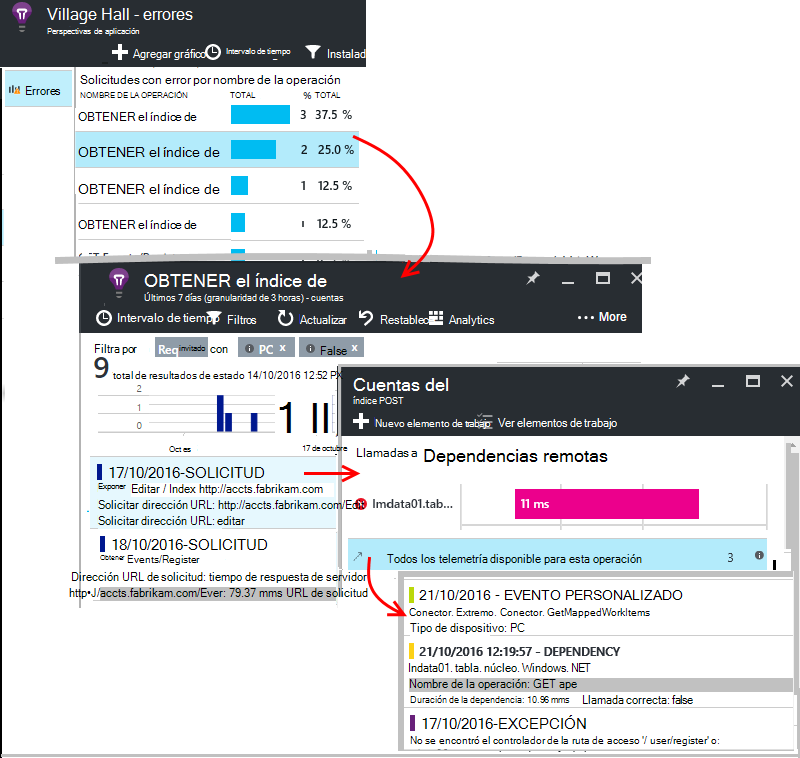 Village Hall - errores
Perspectivas de aplicación
Agregar gráfico Intervalo de tiempo Instalad
Errores
Solicitudes con error por nombre de la operación
NOMBRE DE LA OPERACIÓN TOTAL % TOTAL
OBTENER el índice de 3 37.5 %
OBTENER el índice de 2 25.0 %
OBTENER el índice de 1 12.5 %
OBTENER el índice de 12.5 %
OBTENER el índice de
Últimos 7 días (granularidad de 3 horas) - cuentas
Intervalo de tiempo Filtros Actualizar Restablec Analytics ••• More
Filtra por Req invitado con PC x False x
9 total de resultados de estado 14/10/2016 12:52 PX
2
1
0
1
Oct es 17 de octubre
17/10/2016-SOLICITUD
Exponer Editar / Index http://accts.fabrikam.com
Solicitar dirección URL: http://accts.fabrikam.com/Edit
Solicitar dirección URL: editar
18/10/2016-SOLICITUD
Obtener Events/Register
Dirección URL de solicitud: tiempo de respuesta de servidor
http•J/accts.fabrikam.com/Ever: 79.37 mms URL de solicitud
Cuentas del
índice POST
Nuevo elemento de trabajo Ver elementos de trabajo
Llamadas a Dependencias remotas
lmdata01.tab... 11 ms
Todos los telemetría disponible para esta operación 3
21/10/2016 - EVENTO PERSONALIZADO
Conector. Extremo. Conector. GetMappedWorkItems
Tipo de dispositivo: PC
21/10/2016 12:19:57 - DEPENDENCY
Indata01. tabla. núcleo. Windows. NET
Nombre de la operación: GET ape
Duración de la dependencia: 10.96 mms Llamada correcta: false
17/10/2016-EXCEPCIÓN
No se encontró el controlador de la ruta de acceso '/ user/register' o: